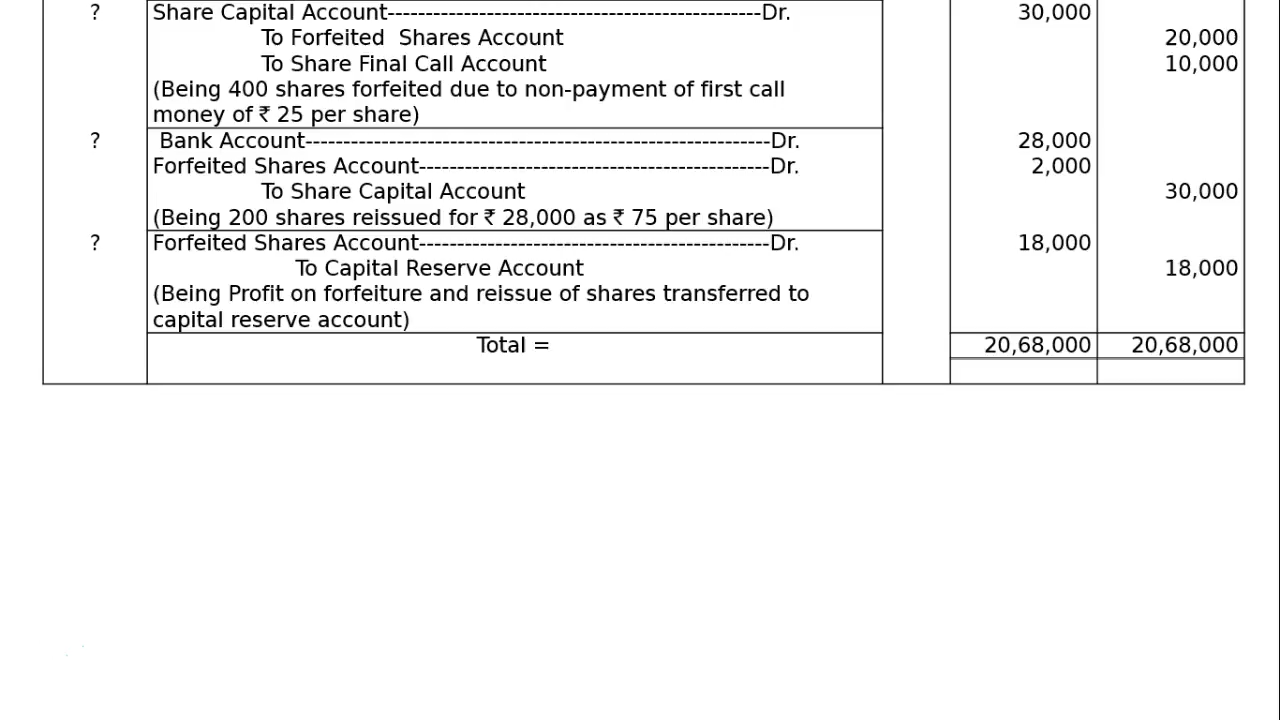 ? Share Capital Account--------------------------------------------------Dr. 30,000
To Forfeited  Shares Account 20,000
To Share Final Call Account 10,000
(Being 400 shares forfeited due to non-payment of first call
money of ₹ 25 per share)
? Bank Account--------------------------------------------------------------Dr. 28,000
Forfeited Shares Account-----------------------------------------------Dr. 2,000
To Share Capital Account 30,000
(Being 200 shares reissued for ₹ 28,000 as ₹ 75 per share)
? Forfeited Shares Account-----------------------------------------------Dr. 18,000
To Capital Reserve Account 18,000
(Being Profit on forfeiture and reissue of shares transferred to
capital reserve account)
Total = 20,68,000 20,68,000